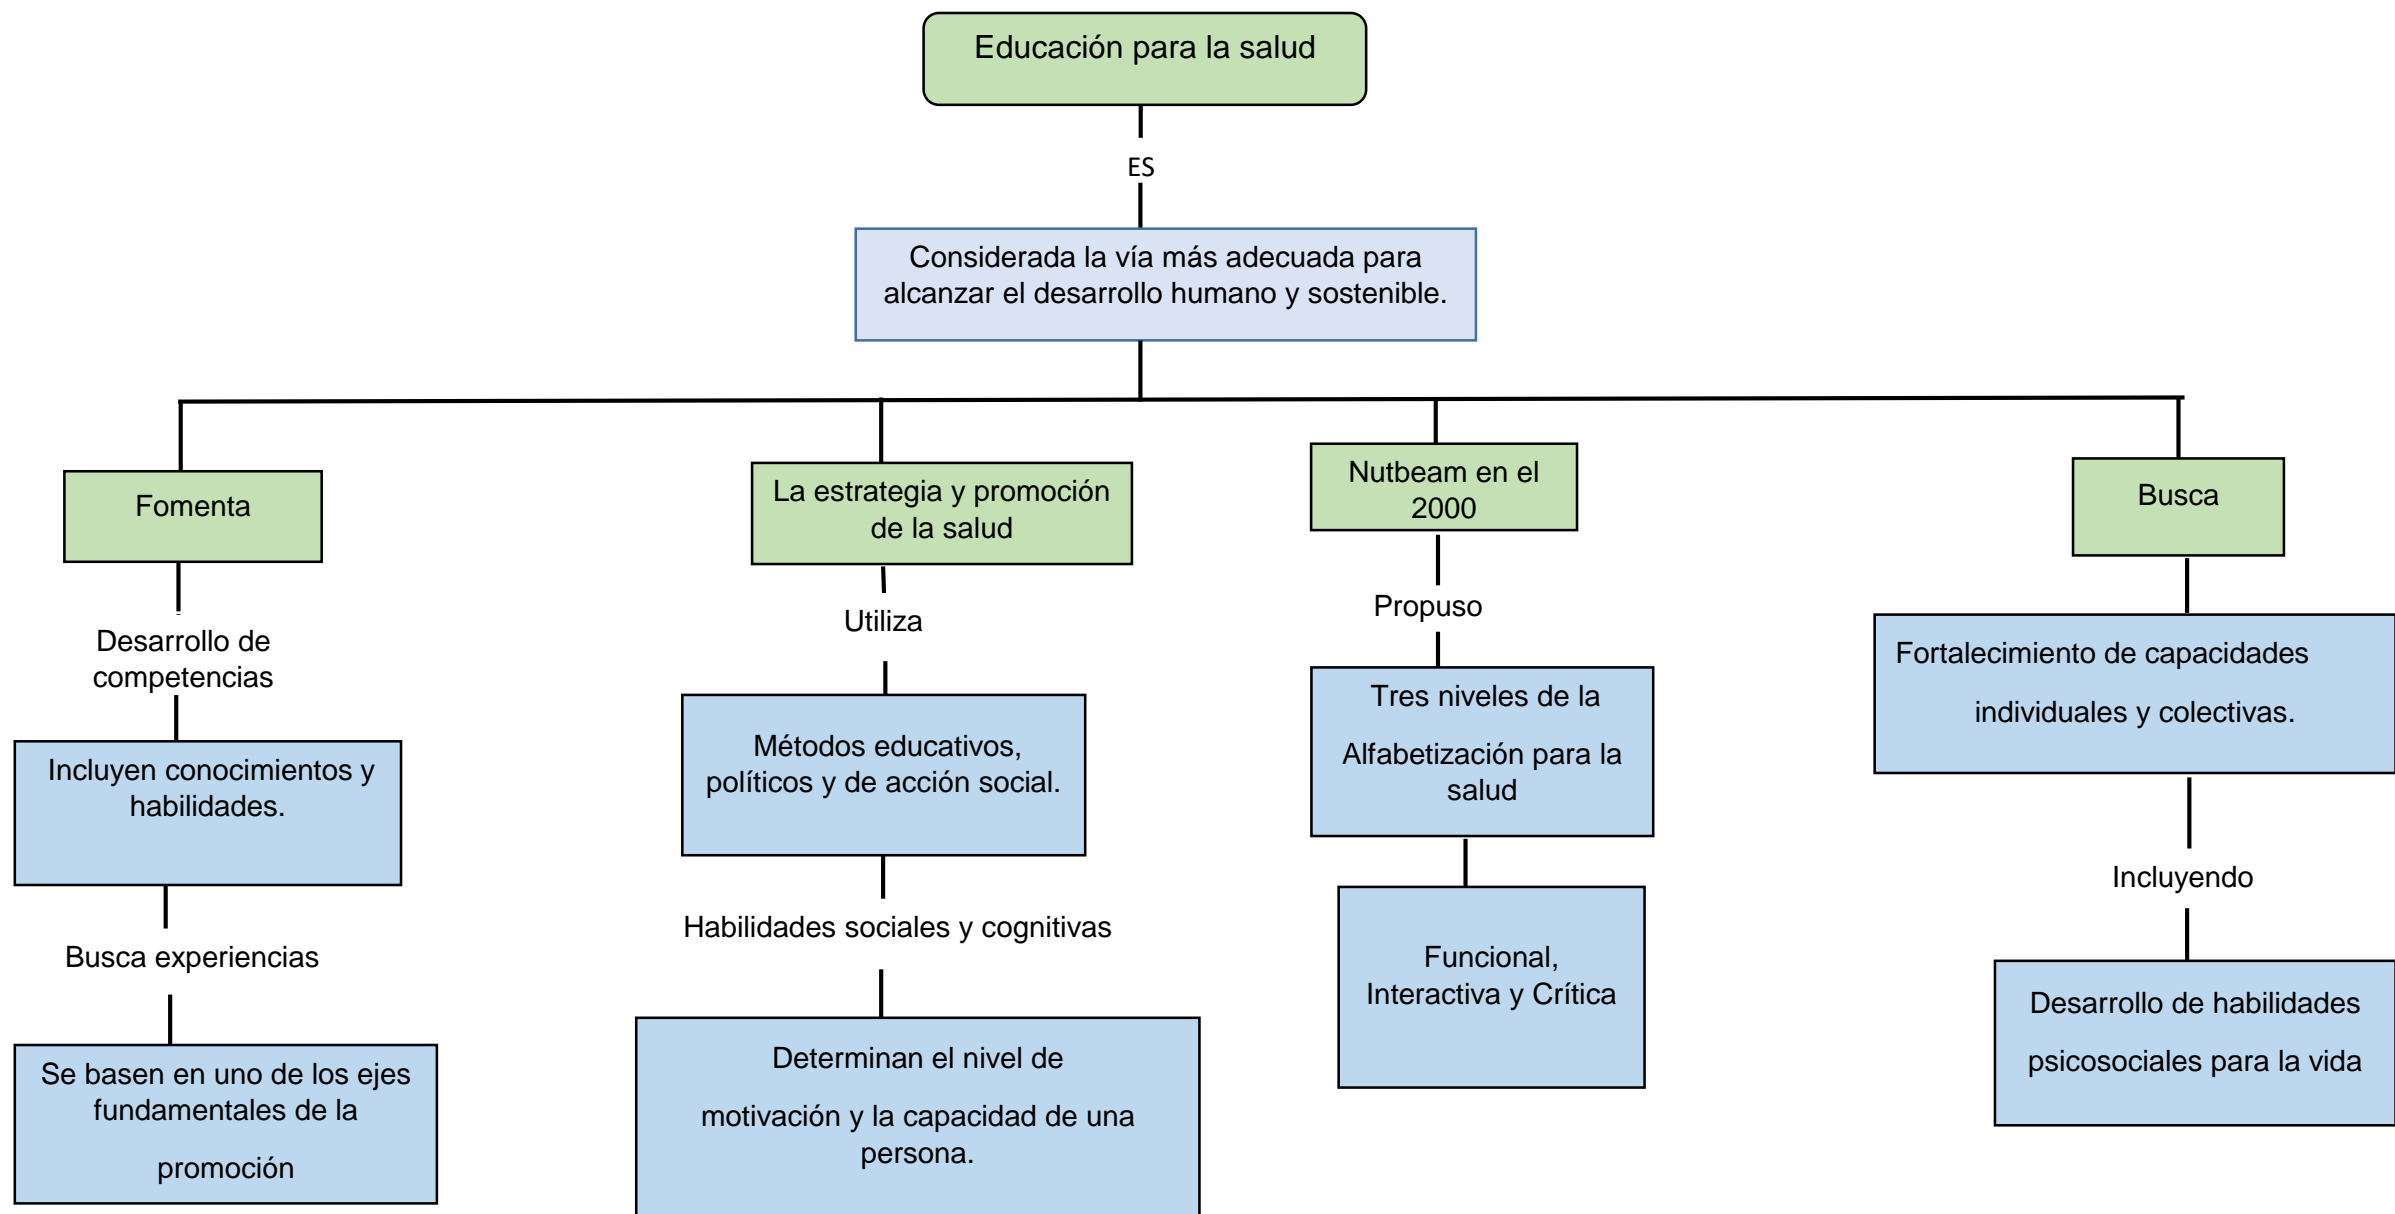 Educación para la salud
ES
Considerada la vía más adecuada para
alcanzar el desarrollo humano y sostenible.
Fomenta
Desarrollo de
competencias
Incluyen conocimientos y
habilidades.
Busca experiencias
Se basen en uno de los ejes
fundamentales de la
promoción
La estrategia y promoción
de la salud
Utiliza
Métodos educativos,
políticos y de acción social.
Habilidades sociales y cognitivas
Determinan el nivel de
motivación y la capacidad de una
persona.
Nutbeam en el
2000
Propuso
Tres niveles de la
Alfabetización para la
salud
Funcional,
Interactiva y Crítica
Busca
Fortalecimiento de capacidades
individuales y colectivas.
Incluyendo
Desarrollo de habilidades
psicosociales para la vida